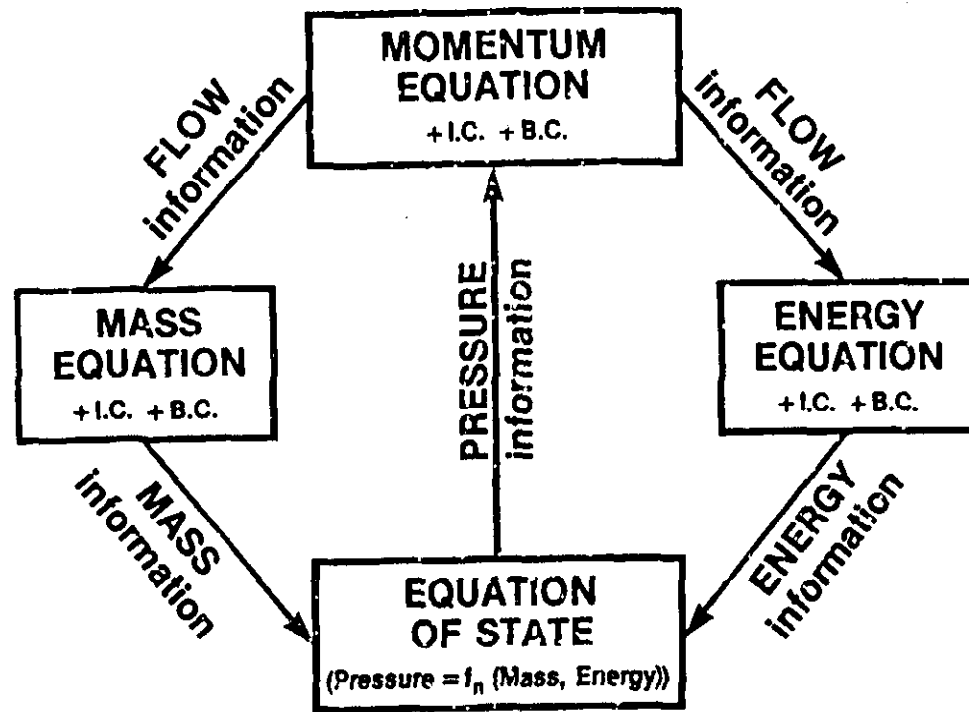 MOMENTUM
EQUATION
+ I.C. + B.C.
FLOW
information
FLOW
information
MASS
EQUATION
+ I.C. + B.C.
PRESSURE
information
ENERGY
EQUATION
+ I.C. + B.C.
MASS
information
ENERGY
information
EQUATION
OF STATE
(Pressure = fn (Mass, Energy))